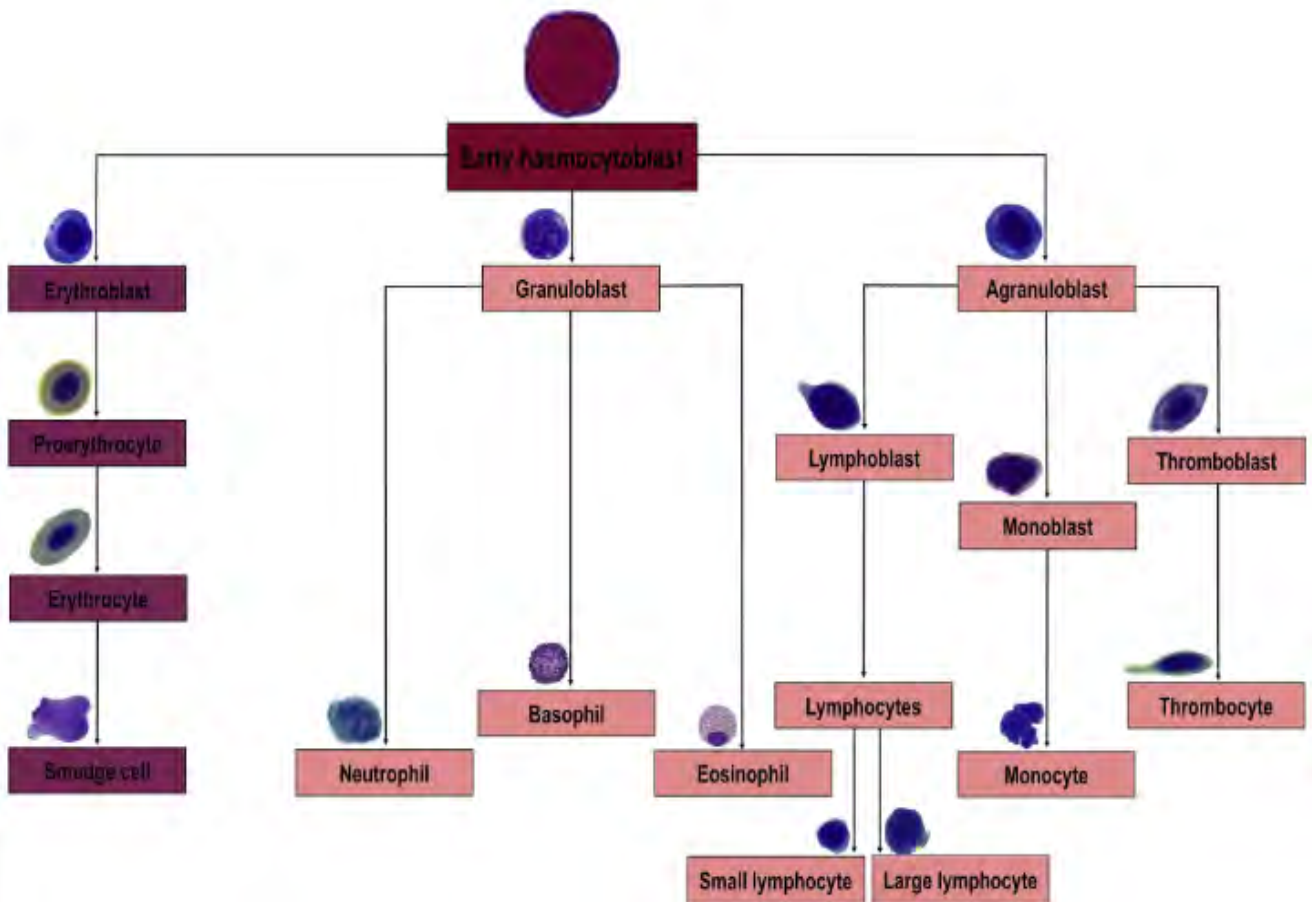 Early haemocytoblast
Erythroblast
Granuloblast
Agranuloblast
Proerythrocyte
Lymphoblast
Thromboblast
Monoblast
Erythrocyte
Basophil
Lymphocytes
Thrombocyte
Smudge cell
Neutrophil
Eosinophil
Monocyte
Small lymphocyte
Large lymphocyte